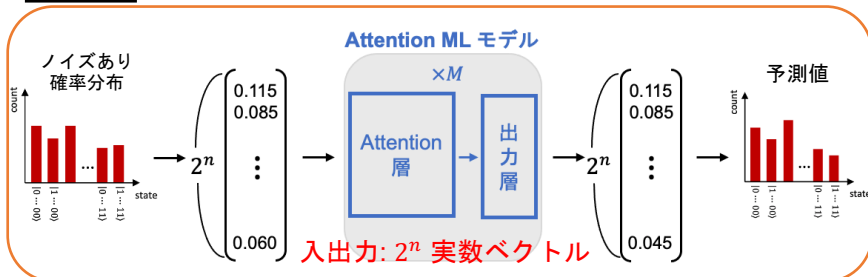 Attention ML モデル
ノイズあり
確率分布
count
...
|0 ⋯ 00⟩
|1 ⋯ 00⟩
|0 ⋯ 11⟩
|1 ⋯ 11⟩
state
2^n
0.115
0.085
⋮
0.060
×M
Attention
層
出
力
層
2^n
0.115
0.085
⋮
0.045
予測値
count
...
|0 ⋯ 00⟩
|1 ⋯ 00⟩
|0 ⋯ 11⟩
|1 ⋯ 11⟩
state
入出力: 2^n 実数ベクトル